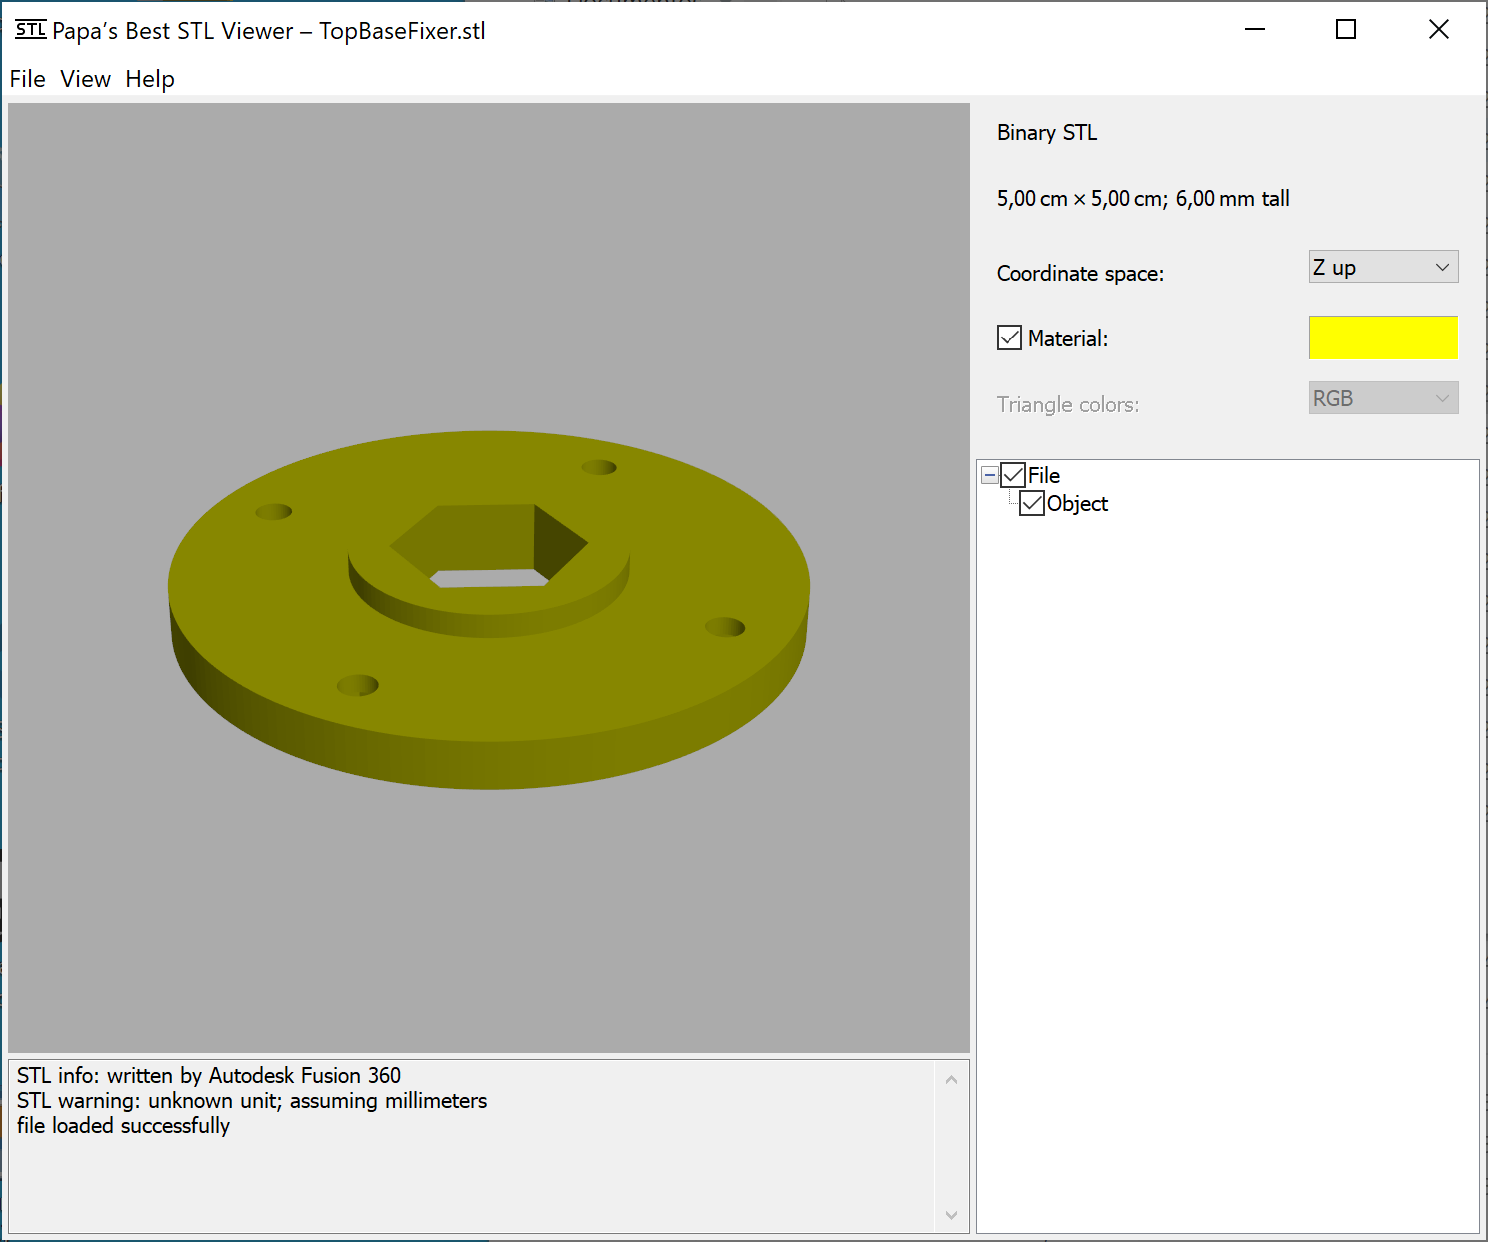 STL Papa’s Best STL Viewer – TopBaseFixer.stl
File View Help
Binary STL
5,00 cm × 5,00 cm; 6,00 mm tall
Coordinate space: Z up
Material:
Triangle colors: RGB
File
Object
STL info: written by Autodesk Fusion 360
STL warning: unknown unit; assuming millimeters
file loaded successfully